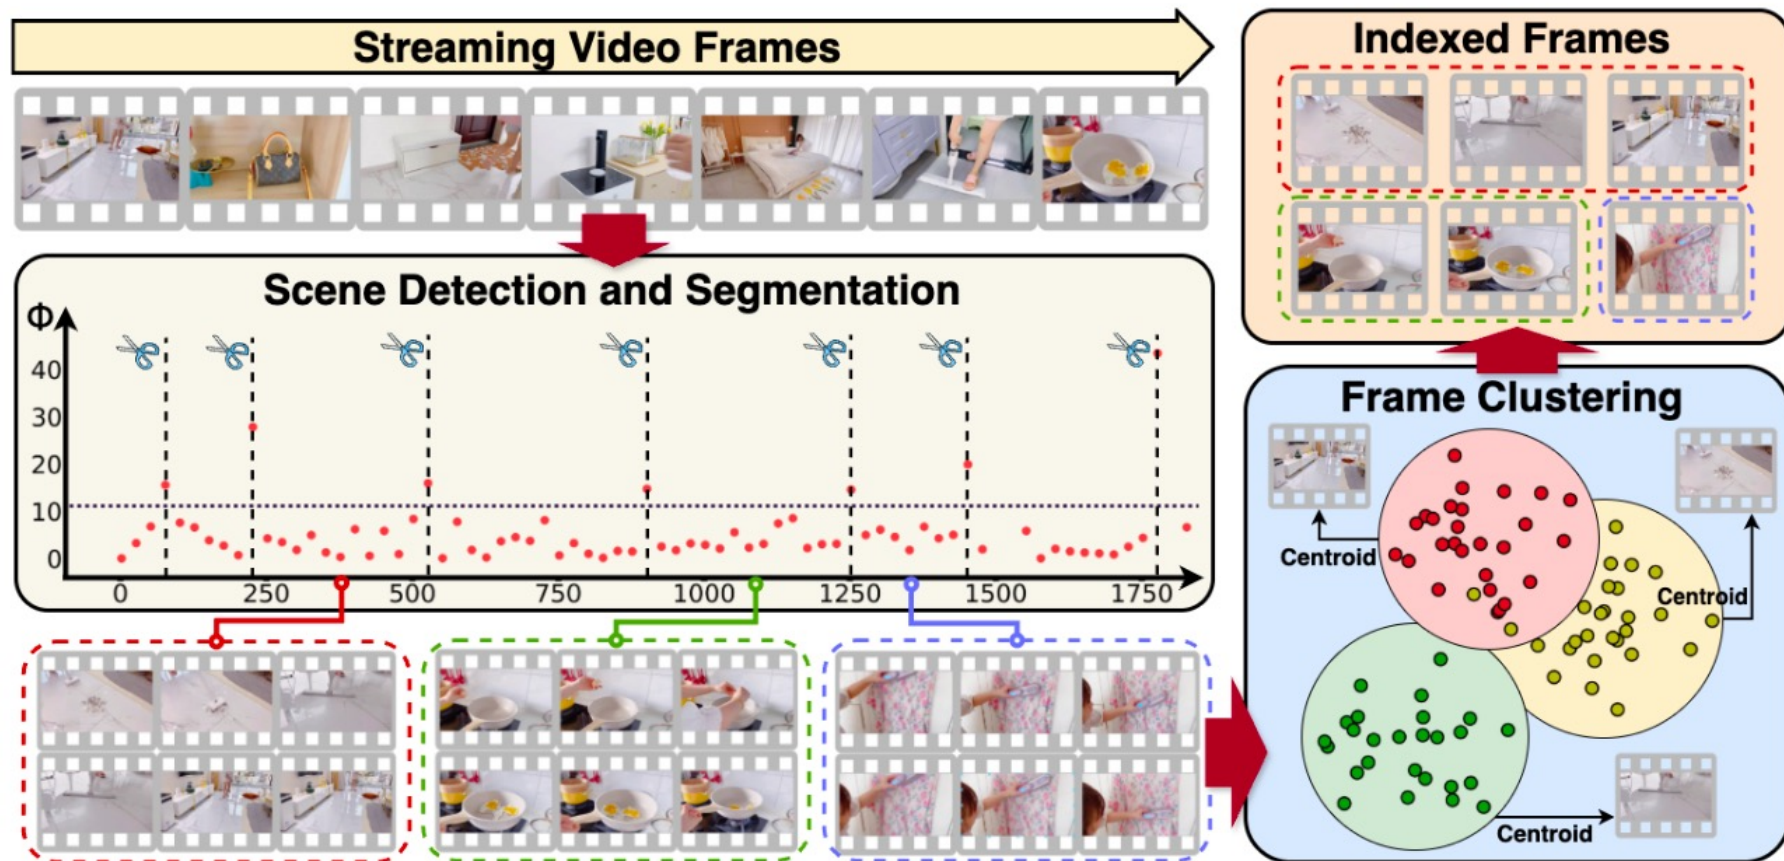 Streaming Video Frames
Indexed Frames
Scene Detection and Segmentation
Φ
40
30
20
10
0
0 250 500 750 1000 1250 1500 1750
Frame Clustering
Centroid
Centroid
Centroid